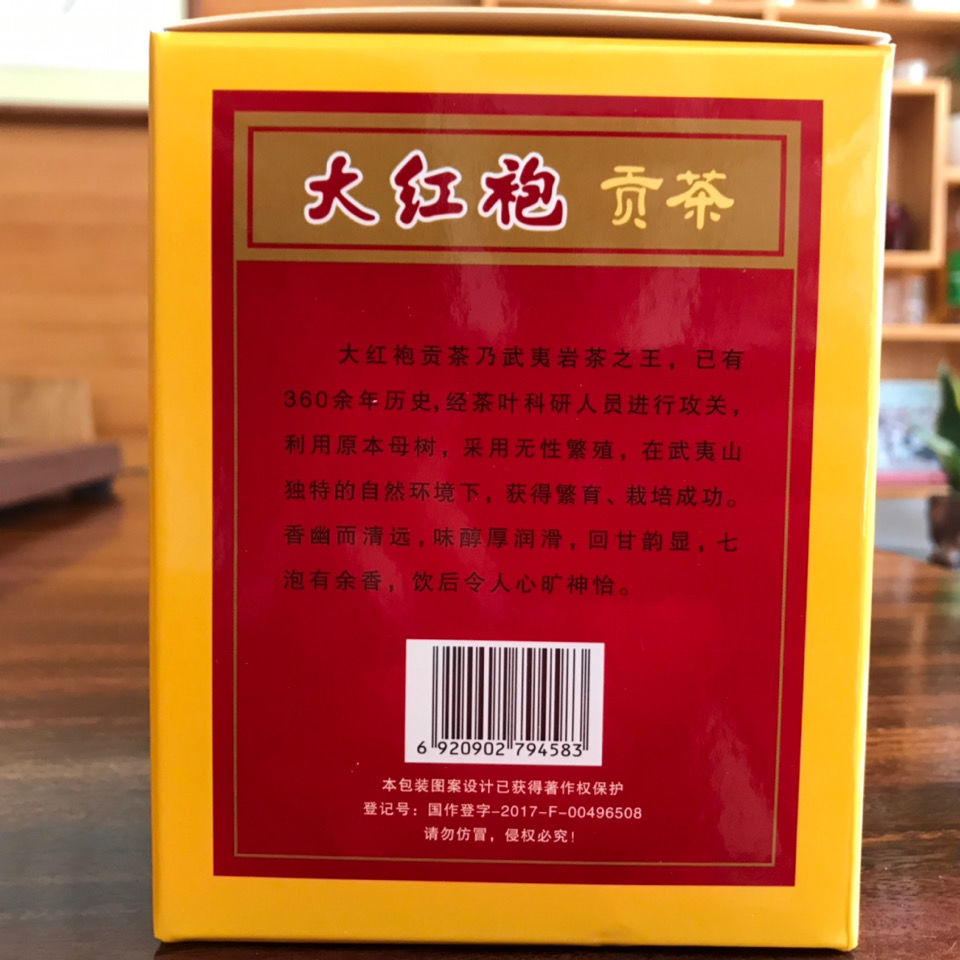 大红袍 贡茶
大红袍贡茶乃武夷岩茶之王，已有
360余年历史,经茶叶科研人员进行攻关，
利用原本母树，采用无性繁殖，在武夷山
独特的自然环境下，获得繁育、栽培成功。
香幽而清远,味醇厚润滑,回甘韵显,七
泡有余香，饮后令人心旷神怡。
6 920902 794583
本包装图案设计已获得著作权保护
登记号：国作登字-2017-F-00496508
请勿仿冒，侵权必究！